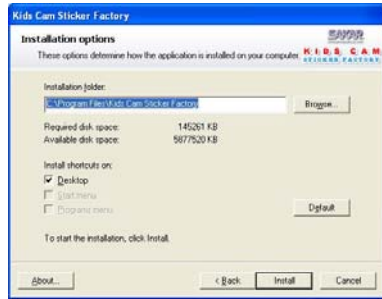 Kids Cam Sticker Factory
Installation options
These options determine how the application is installed on your computer
SAKAR
K·I·D·S· C·A·M
STICKER FACTORY
Installation folder:
C:\Program Files\Kids Cam Sticker Factory
Browse...
Required disk space: 145261 KB
Available disk space: 5877520 KB
Install shortcuts on:
Desktop
Start menu
Programs menu
Default
To start the installation, click Install.
About...
< Back
Install
Cancel